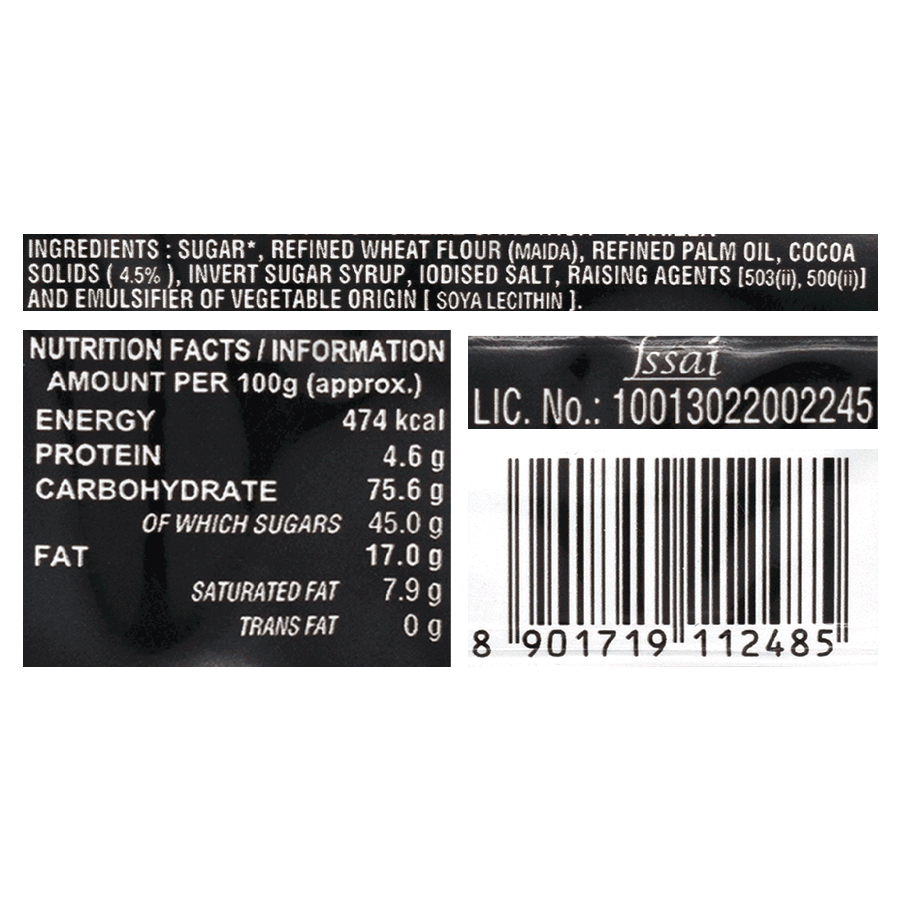 INGREDIENTS : SUGAR*, REFINED WHEAT FLOUR (MAIDA), REFINED PALM OIL, COCOA
SOLIDS ( 4.5% ), INVERT SUGAR SYRUP, IODISED SALT, RAISING AGENTS [503(ii), 500(ii)]
AND EMULSIFIER OF VEGETABLE ORIGIN [ SOYA LECITHIN ].
NUTRITION FACTS / INFORMATION
AMOUNT PER 100g (approx.)
ENERGY 474 kcal
PROTEIN 4.6 g
CARBOHYDRATE 75.6 g
OF WHICH SUGARS 45.0 g
FAT 17.0 g
SATURATED FAT 7.9 g
TRANS FAT 0 g
fssai
LIC. No.: 10013022002245
8 901719 112485